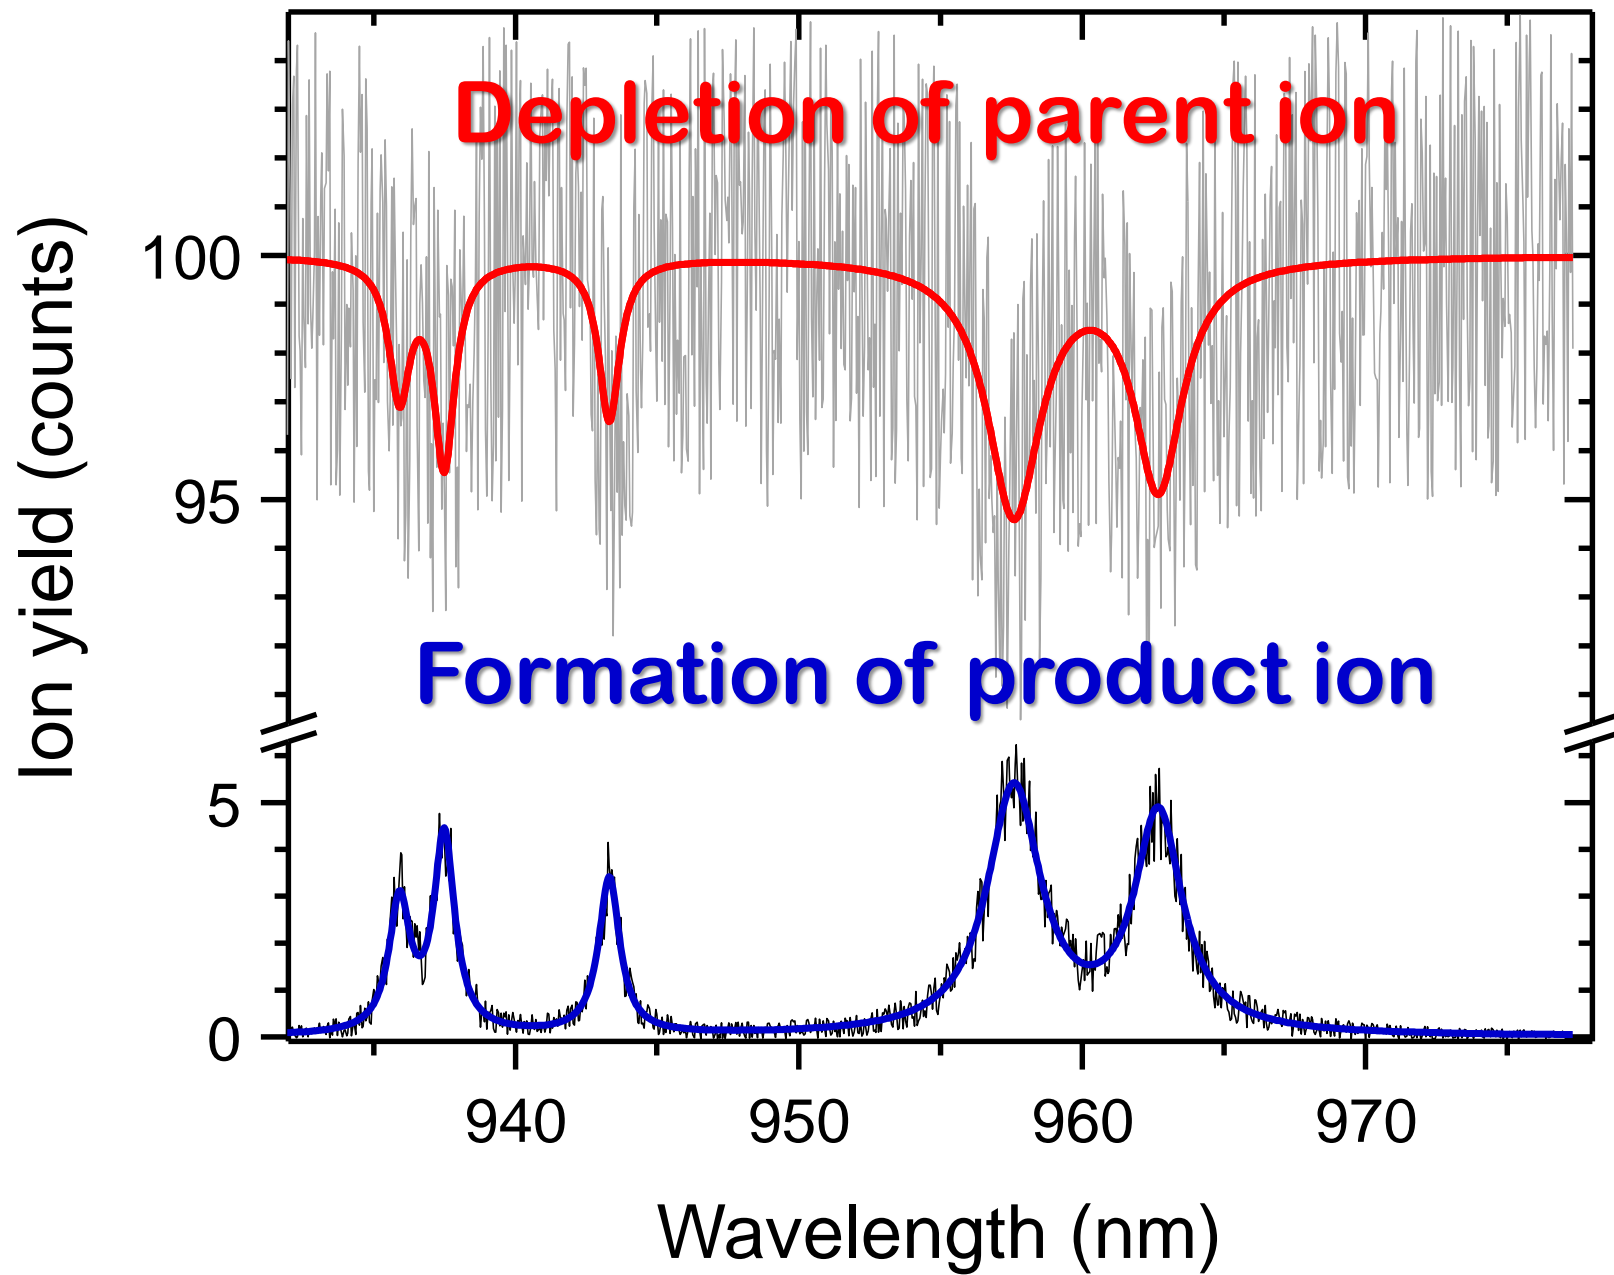 Depletion of parent ion
Formation of product ion
Ion yield (counts)
100
95
5
0
940 950 960 970
Wavelength (nm)